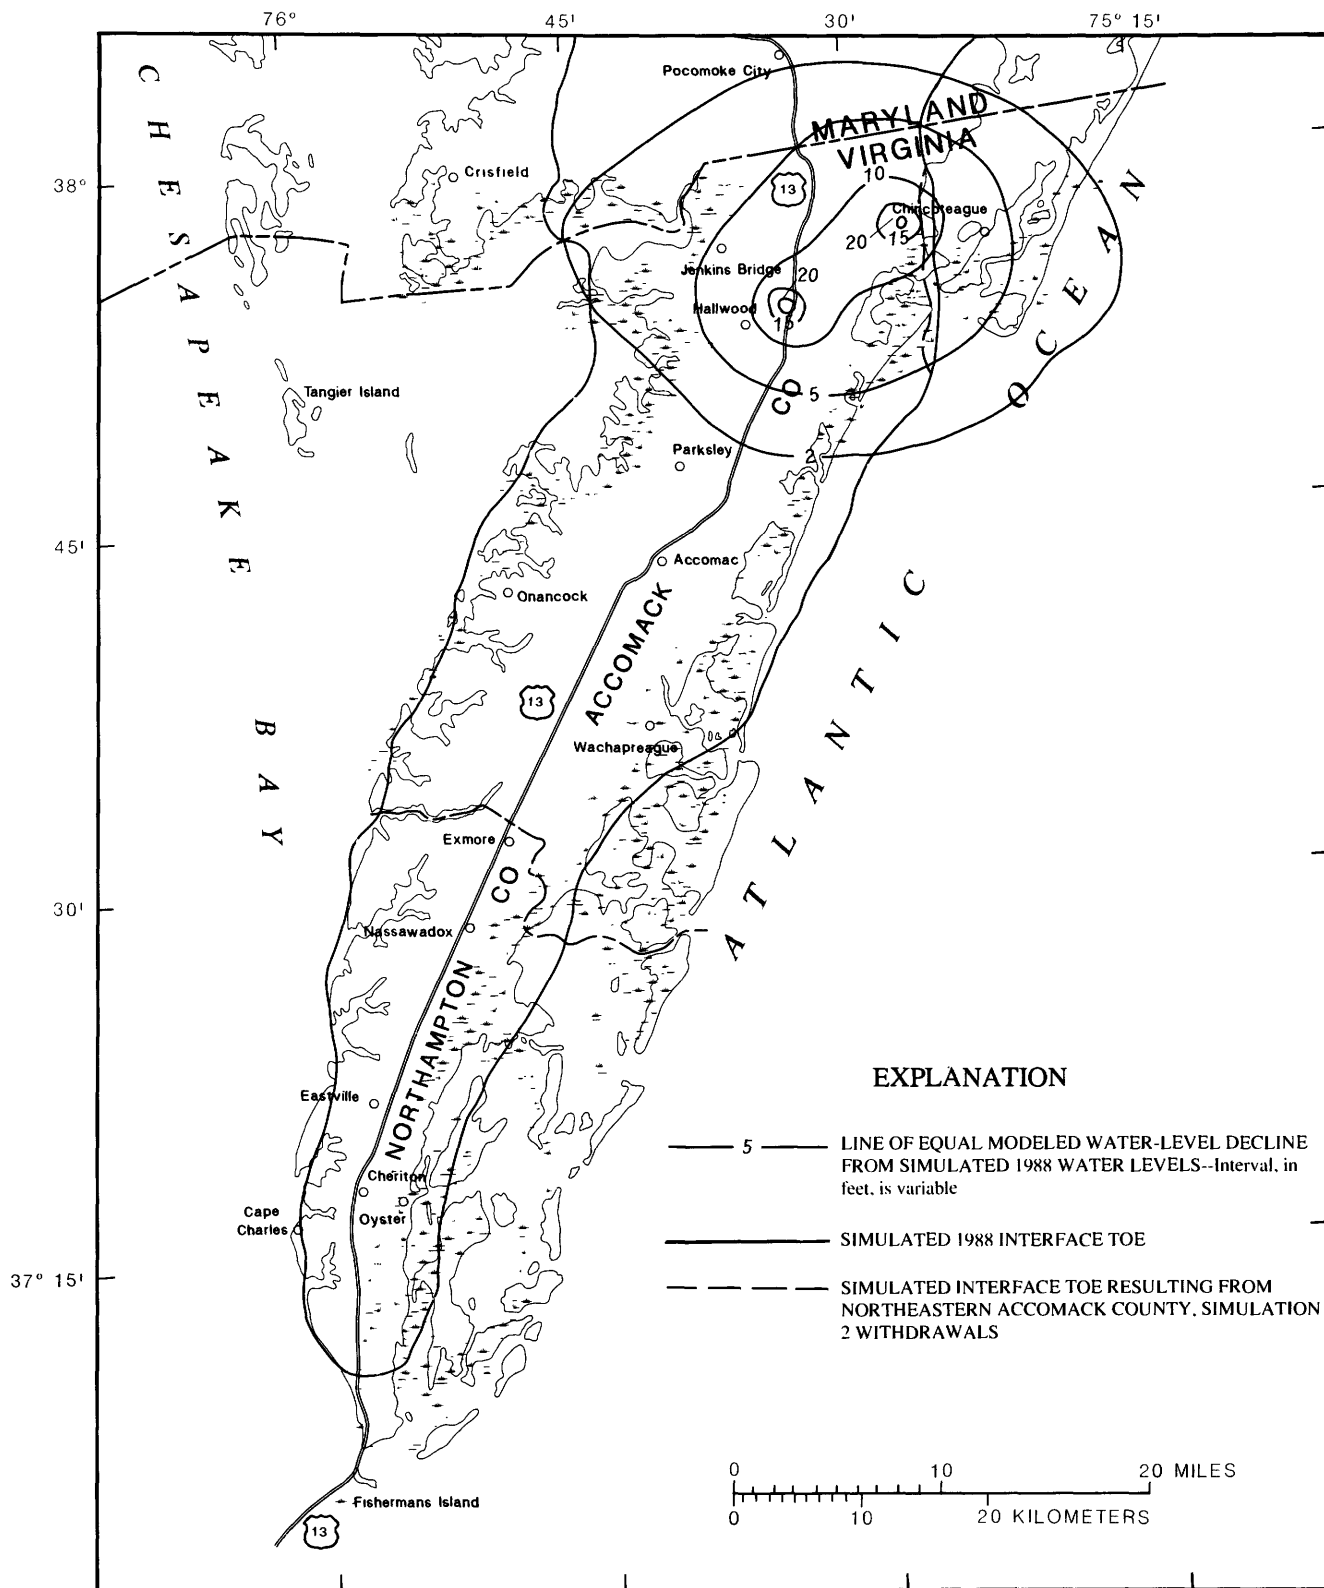 76° 45' 30' 75° 15'
Pocomoke City
MARYLAND
VIRGINIA
CHESAPEAKE BAY
38°
Crisfield
13
10
Chincoteague
20 15
Jenkins Bridge 20
Hallwood
15
5
CO
Tangier Island
2
Parksley
45'
Accomac
Onancock
ACCOMACK
13
Wachapreague
ATLANTIC OCEAN
Exmore
CO
30'
Nassawadox
NORTHAMPTON
Eastville
Cheriton
Cape
Charles
Oyster
37° 15'
Fishermans Island
13
EXPLANATION
5 LINE OF EQUAL MODELED WATER-LEVEL DECLINE
FROM SIMULATED 1988 WATER LEVELS--Interval, in
feet, is variable
SIMULATED 1988 INTERFACE TOE
SIMULATED INTERFACE TOE RESULTING FROM
NORTHEASTERN ACCOMACK COUNTY, SIMULATION
2 WITHDRAWALS
0 10 20 MILES
0 10 20 KILOMETERS